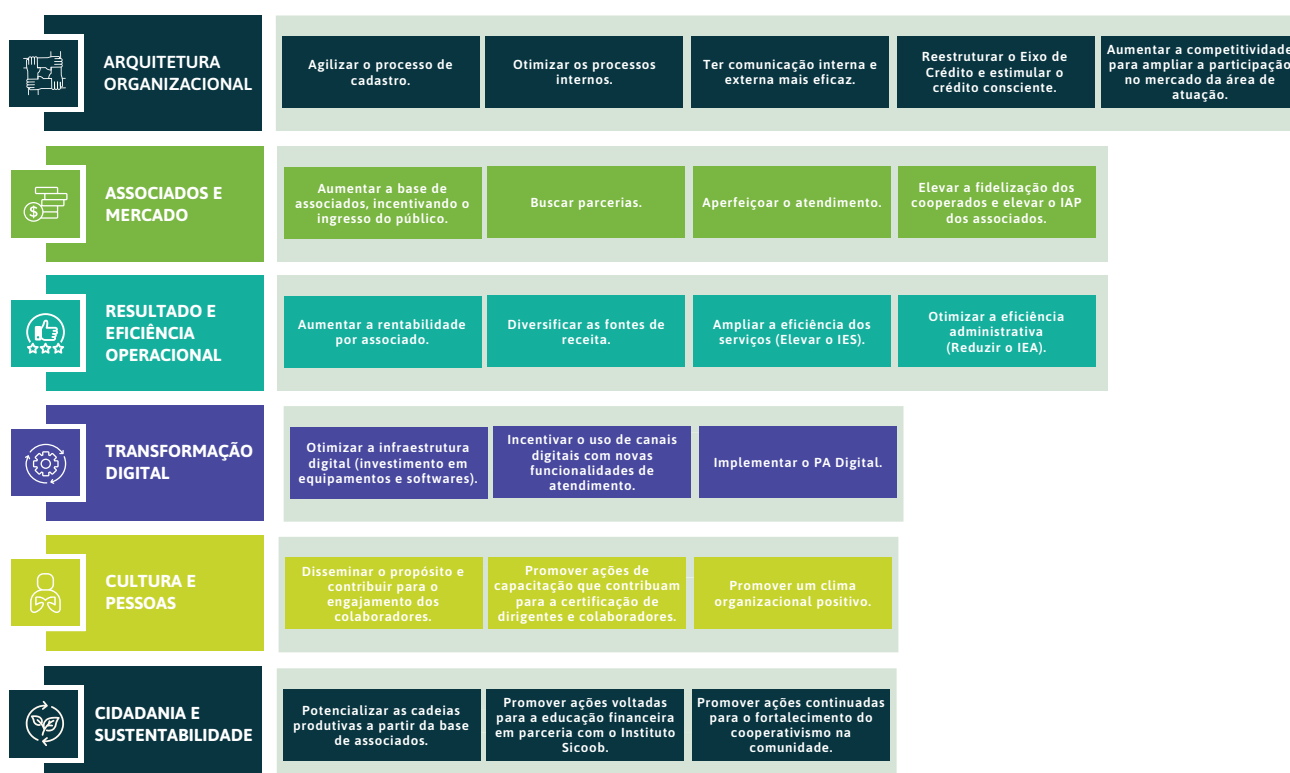 ARQUITETURA
ORGANIZACIONAL
Agilizar o processo de
cadastro.
Otimizar os processos
internos.
Ter comunicação interna e
externa mais eficaz.
Reestruturar o Eixo de
Crédito e estimular o
crédito consciente.
Aumentar a competitividade
para ampliar a participação
no mercado da área de
atuação.
ASSOCIADOS E
MERCADO
Aumentar a base de
associados, incentivando o
ingresso do público.
Buscar parcerias.
Aperfeiçoar o atendimento.
Elevar a fidelização dos
cooperados e elevar o IAP
dos associados.
RESULTADO E
EFICIÊNCIA
OPERACIONAL
Aumentar a rentabilidade
por associado.
Diversificar as fontes de
receita.
Ampliar a eficiência dos
serviços (Elevar o IES).
Otimizar a eficiência
administrativa
(Reduzir o IEA).
TRANSFORMAÇÃO
DIGITAL
Otimizar a infraestrutura
digital (investimento em
equipamentos e softwares).
Incentivar o uso de canais
digitais com novas
funcionalidades de
atendimento.
Implementar o PA Digital.
CULTURA E
PESSOAS
Disseminar o propósito e
contribuir para o
engajamento dos
colaboradores.
Promover ações de
capacitação que contribuam
para a certificação de
dirigentes e colaboradores.
Promover um clima
organizacional positivo.
CIDADANIA E
SUSTENTABILIDADE
Potencializar as cadeias
produtivas a partir da base
de associados.
Promover ações voltadas
para a educação financeira
em parceria com o Instituto
Sicoob.
Promover ações continuadas
para o fortalecimento do
cooperativismo na
comunidade.